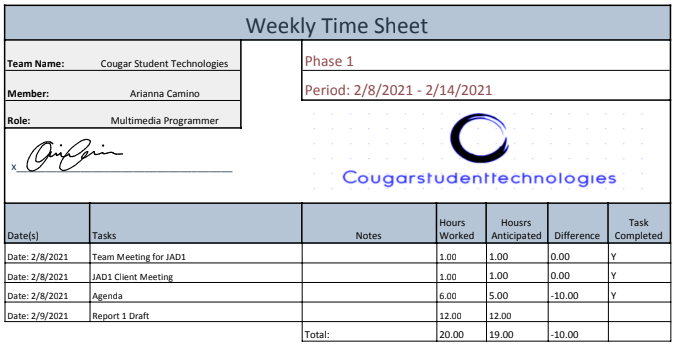 Weekly Time Sheet
Team Name: Cougar Student Technologies
Phase 1
Member: Arianna Camino
Period: 2/8/2021 - 2/14/2021
Role: Multimedia Programmer
x
Cougarstudenttechnologies
Date(s) Tasks Notes Hours Worked Housrs Anticipated Difference Task Completed
Date: 2/8/2021 Team Meeting for JAD1 1.00 1.00 0.00 Y
Date: 2/8/2021 JAD1 Client Meeting 1.00 1.00 0.00 Y
Date: 2/8/2021 Agenda 6.00 5.00 -10.00 Y
Date: 2/9/2021 Report 1 Draft 12.00 12.00
Total: 20.00 19.00 -10.00